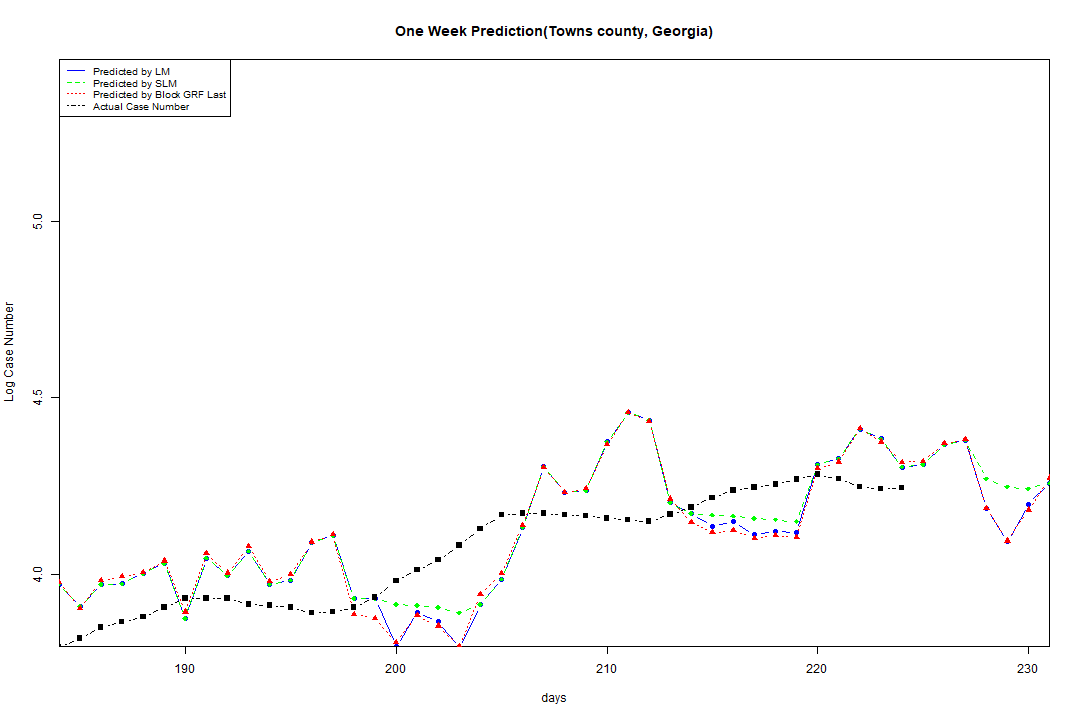 One Week Prediction(Towns county, Georgia)
Predicted by LM
Predicted by SLM
Predicted by Block GRF Last
Actual Case Number
5.0
4.5
4.0
Log Case Number
190
200
210
220
230
days